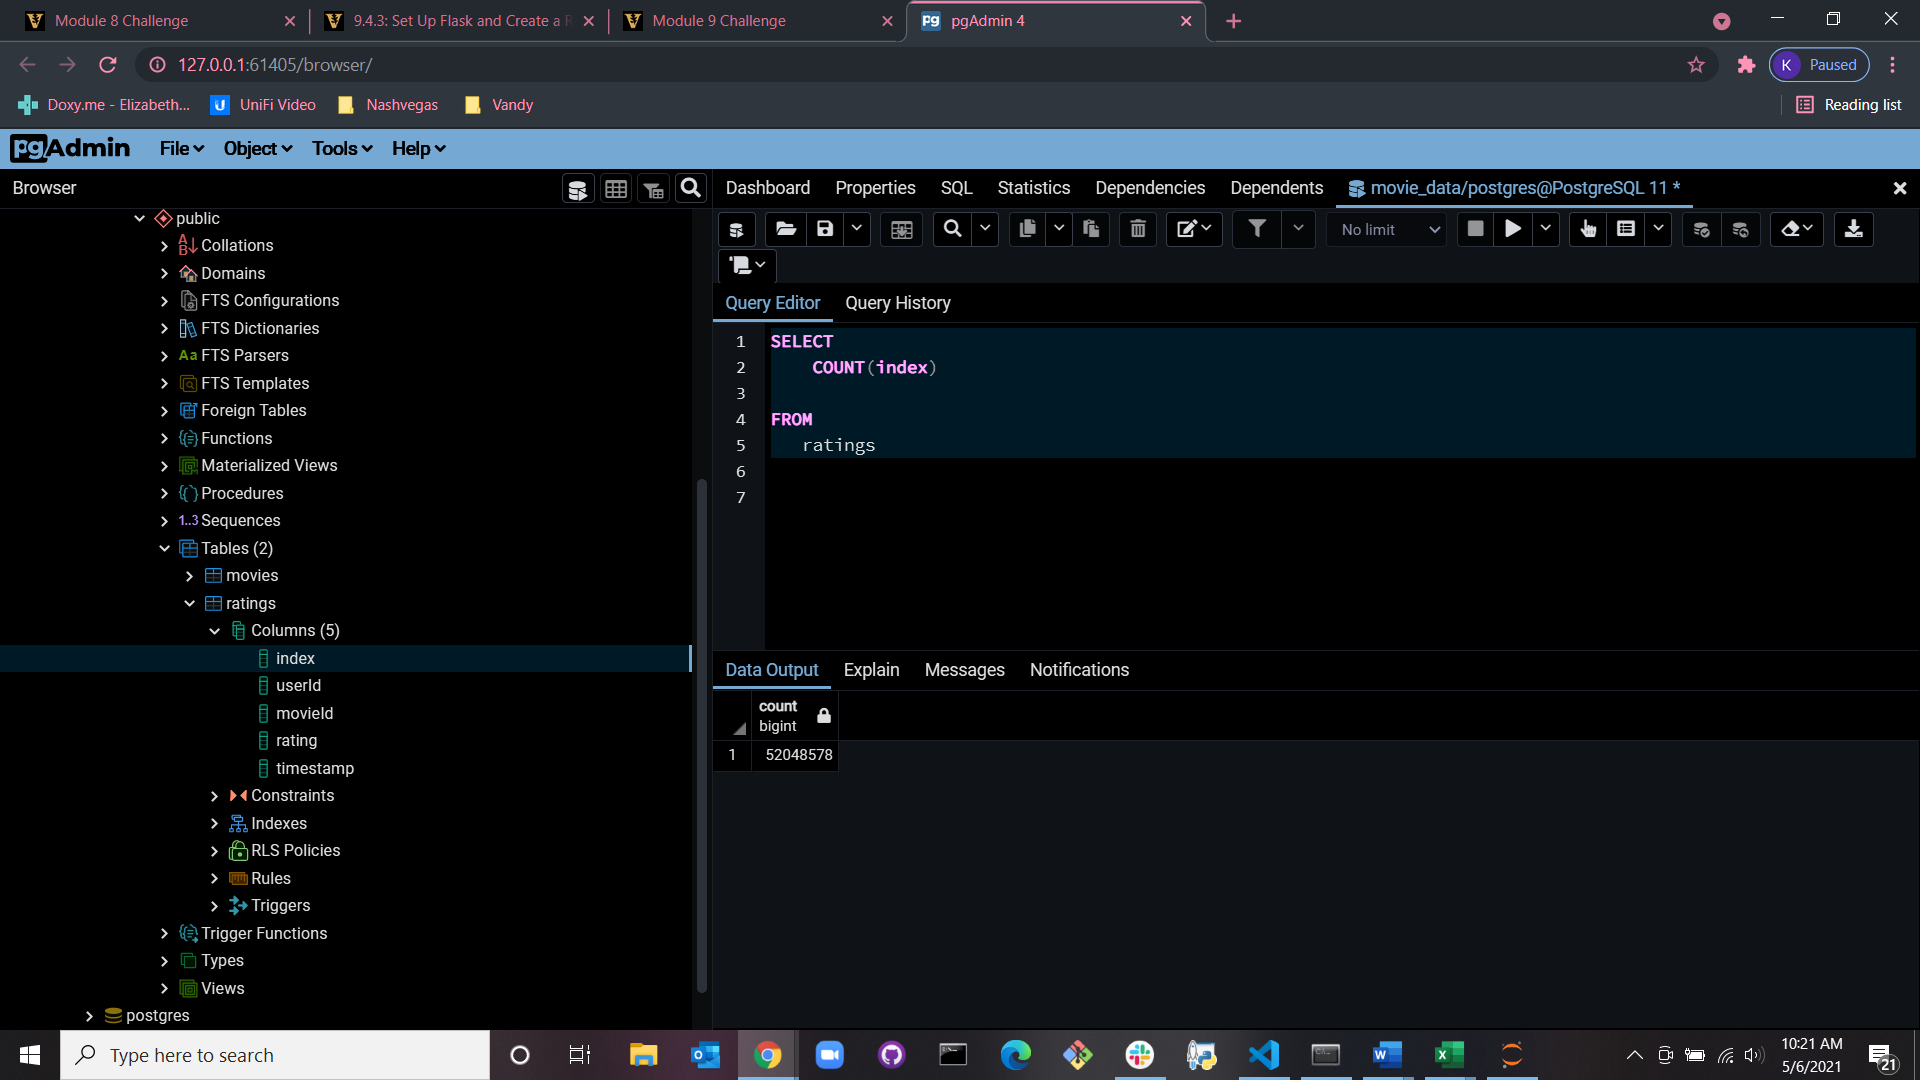 Module 8 Challenge
9.4.3: Set Up Flask and Create a R
Module 9 Challenge
pgAdmin 4
127.0.0.1:61405/browser/
K Paused
Doxy.me - Elizabeth...
UniFi Video
Nashvegas
Vandy
Reading list
pgAdmin File Object Tools Help
Browser
Dashboard Properties SQL Statistics Dependencies Dependents movie_data/postgres@PostgreSQL 11 *
No limit
public
Collations
Domains
FTS Configurations
FTS Dictionaries
Aa FTS Parsers
FTS Templates
Foreign Tables
Functions
Materialized Views
Procedures
1..3 Sequences
Tables (2)
movies
ratings
Columns (5)
index
userId
movieId
rating
timestamp
Constraints
Indexes
RLS Policies
Rules
Triggers
Trigger Functions
Types
Views
postgres
Query Editor Query History
1 SELECT
2 COUNT(index)
3
4 FROM
5 ratings
6
7
Data Output Explain Messages Notifications
count
bigint
1 52048578
Type here to search
10:21 AM
5/6/2021
21